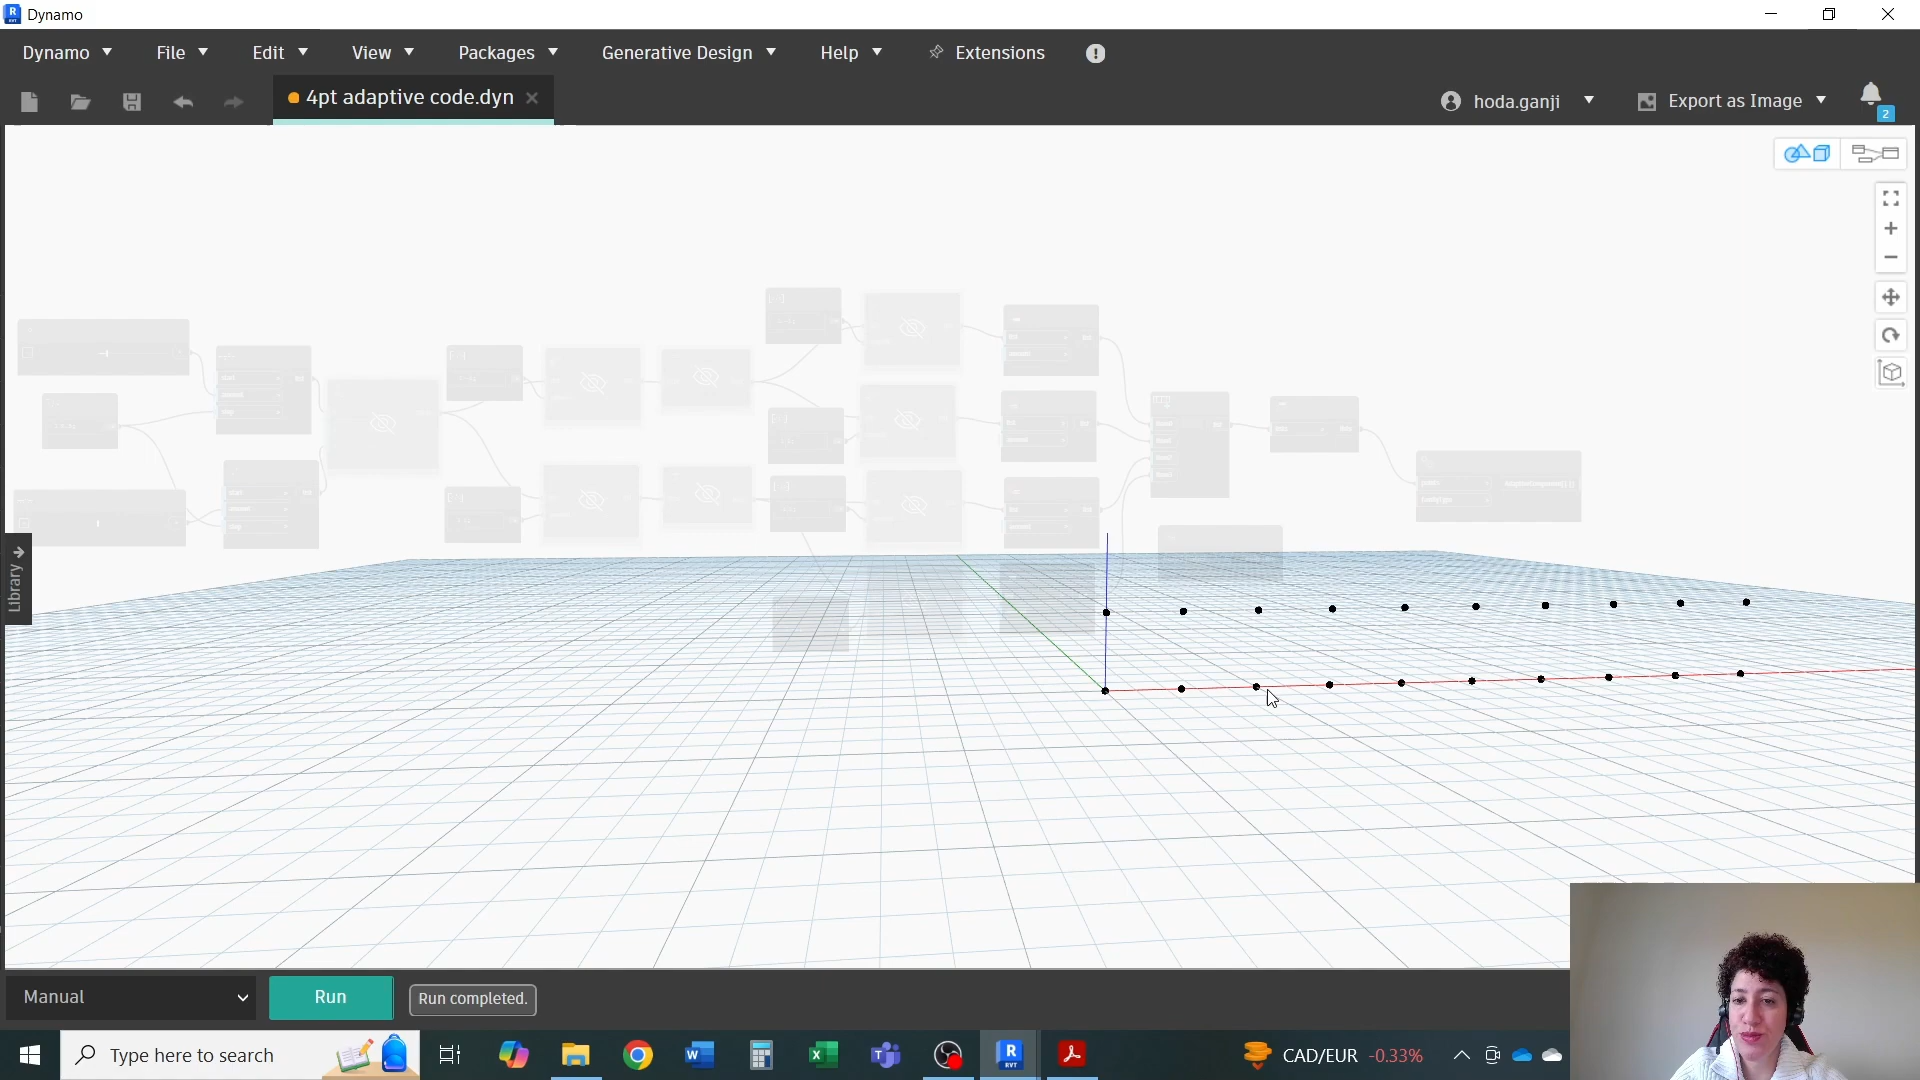 Dynamo
Dynamo File Edit View Packages Generative Design Help Extensions
4pt adaptive code.dyn
hoda.ganji
Export as Image
2
Library
Manual
Run
Run completed.
Type here to search
CAD/EUR -0.33%